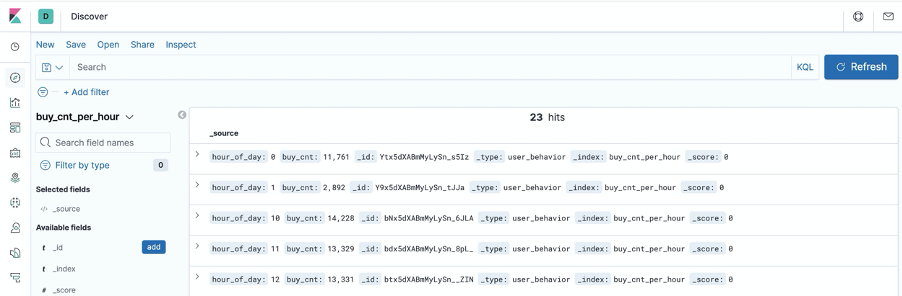 D Discover
New Save Open Share Inspect
Search KQL Refresh
+ Add filter
buy_cnt_per_hour
23 hits
Search field names
_source
Filter by type 0
hour_of_day: 0 buy_cnt: 11,761 _id: Ytx5dXABmMyLySn_s5Iz _type: user_behavior _index: buy_cnt_per_hour _score: 0
Selected fields
hour_of_day: 1 buy_cnt: 2,892 _id: Y9x5dXABmMyLySn_tJJa _type: user_behavior _index: buy_cnt_per_hour _score: 0
</> _source
hour_of_day: 10 buy_cnt: 14,228 _id: bNx5dXABmMyLySn_6JLA _type: user_behavior _index: buy_cnt_per_hour _score: 0
Available fields
t _id add
hour_of_day: 11 buy_cnt: 13,329 _id: bdx5dXABmMyLySn_8pL_ _type: user_behavior _index: buy_cnt_per_hour _score: 0
t _index
hour_of_day: 12 buy_cnt: 13,331 _id: btx5dXABmMyLySn__ZIN _type: user_behavior _index: buy_cnt_per_hour _score: 0
# _score